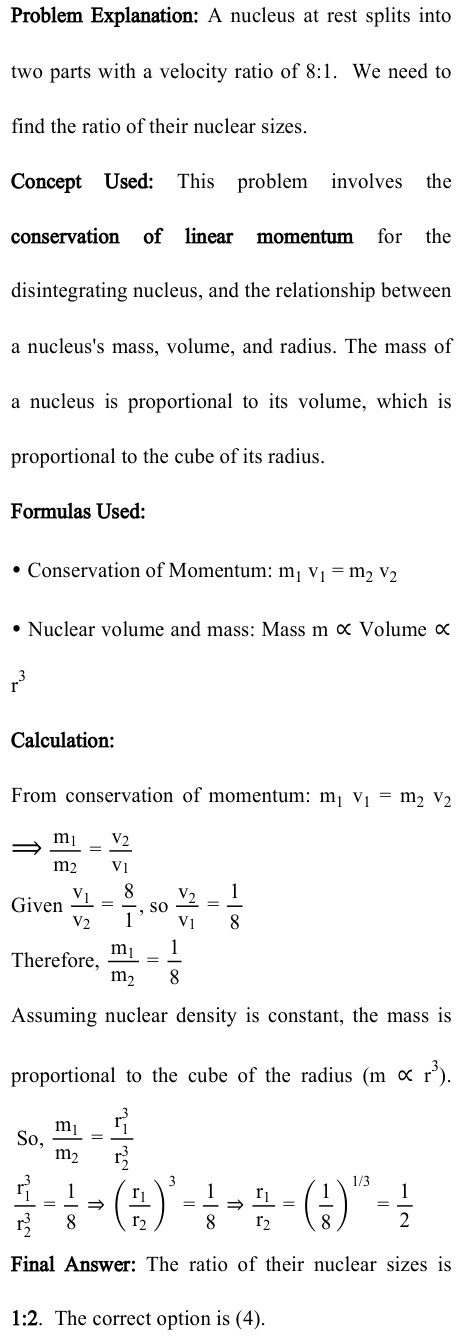 Problem Explanation: A nucleus at rest splits into
two parts with a velocity ratio of 8:1. We need to
find the ratio of their nuclear sizes.
Concept Used: This problem involves the
conservation of linear momentum for the
disintegrating nucleus, and the relationship between
a nucleus's mass, volume, and radius. The mass of
a nucleus is proportional to its volume, which is
proportional to the cube of its radius.
Formulas Used:
• Conservation of Momentum: m₁ v₁ = m₂ v₂
• Nuclear volume and mass: Mass m ∝ Volume ∝
r³
Calculation:
From conservation of momentum: m₁ v₁ = m₂ v₂
⟹ m₁/m₂ = v₂/v₁
Given v₁/v₂ = 8/1, so v₂/v₁ = 1/8
Therefore, m₁/m₂ = 1/8
Assuming nuclear density is constant, the mass is
proportional to the cube of the radius (m ∝ r³).
So, m₁/m₂ = r₁³/r₂³
r₁³/r₂³ = 1/8 ⇒ (r₁/r₂)³ = 1/8 ⇒ r₁/r₂ = (1/8)^1/3 = 1/2
Final Answer: The ratio of their nuclear sizes is
1:2. The correct option is (4).